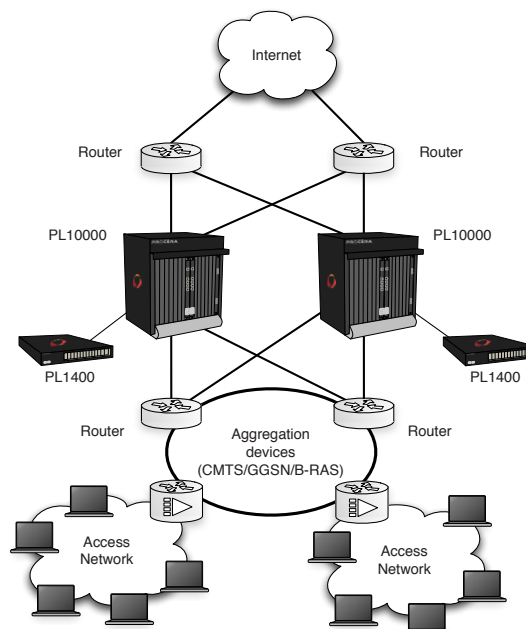 Internet
Router
Router
PL10000
PL10000
PROCERA
PROCERA
PL1400
PL1400
Router
Router
Aggregation
devices
(CMTS/GGSN/B-RAS)
Access
Network
Access
Network